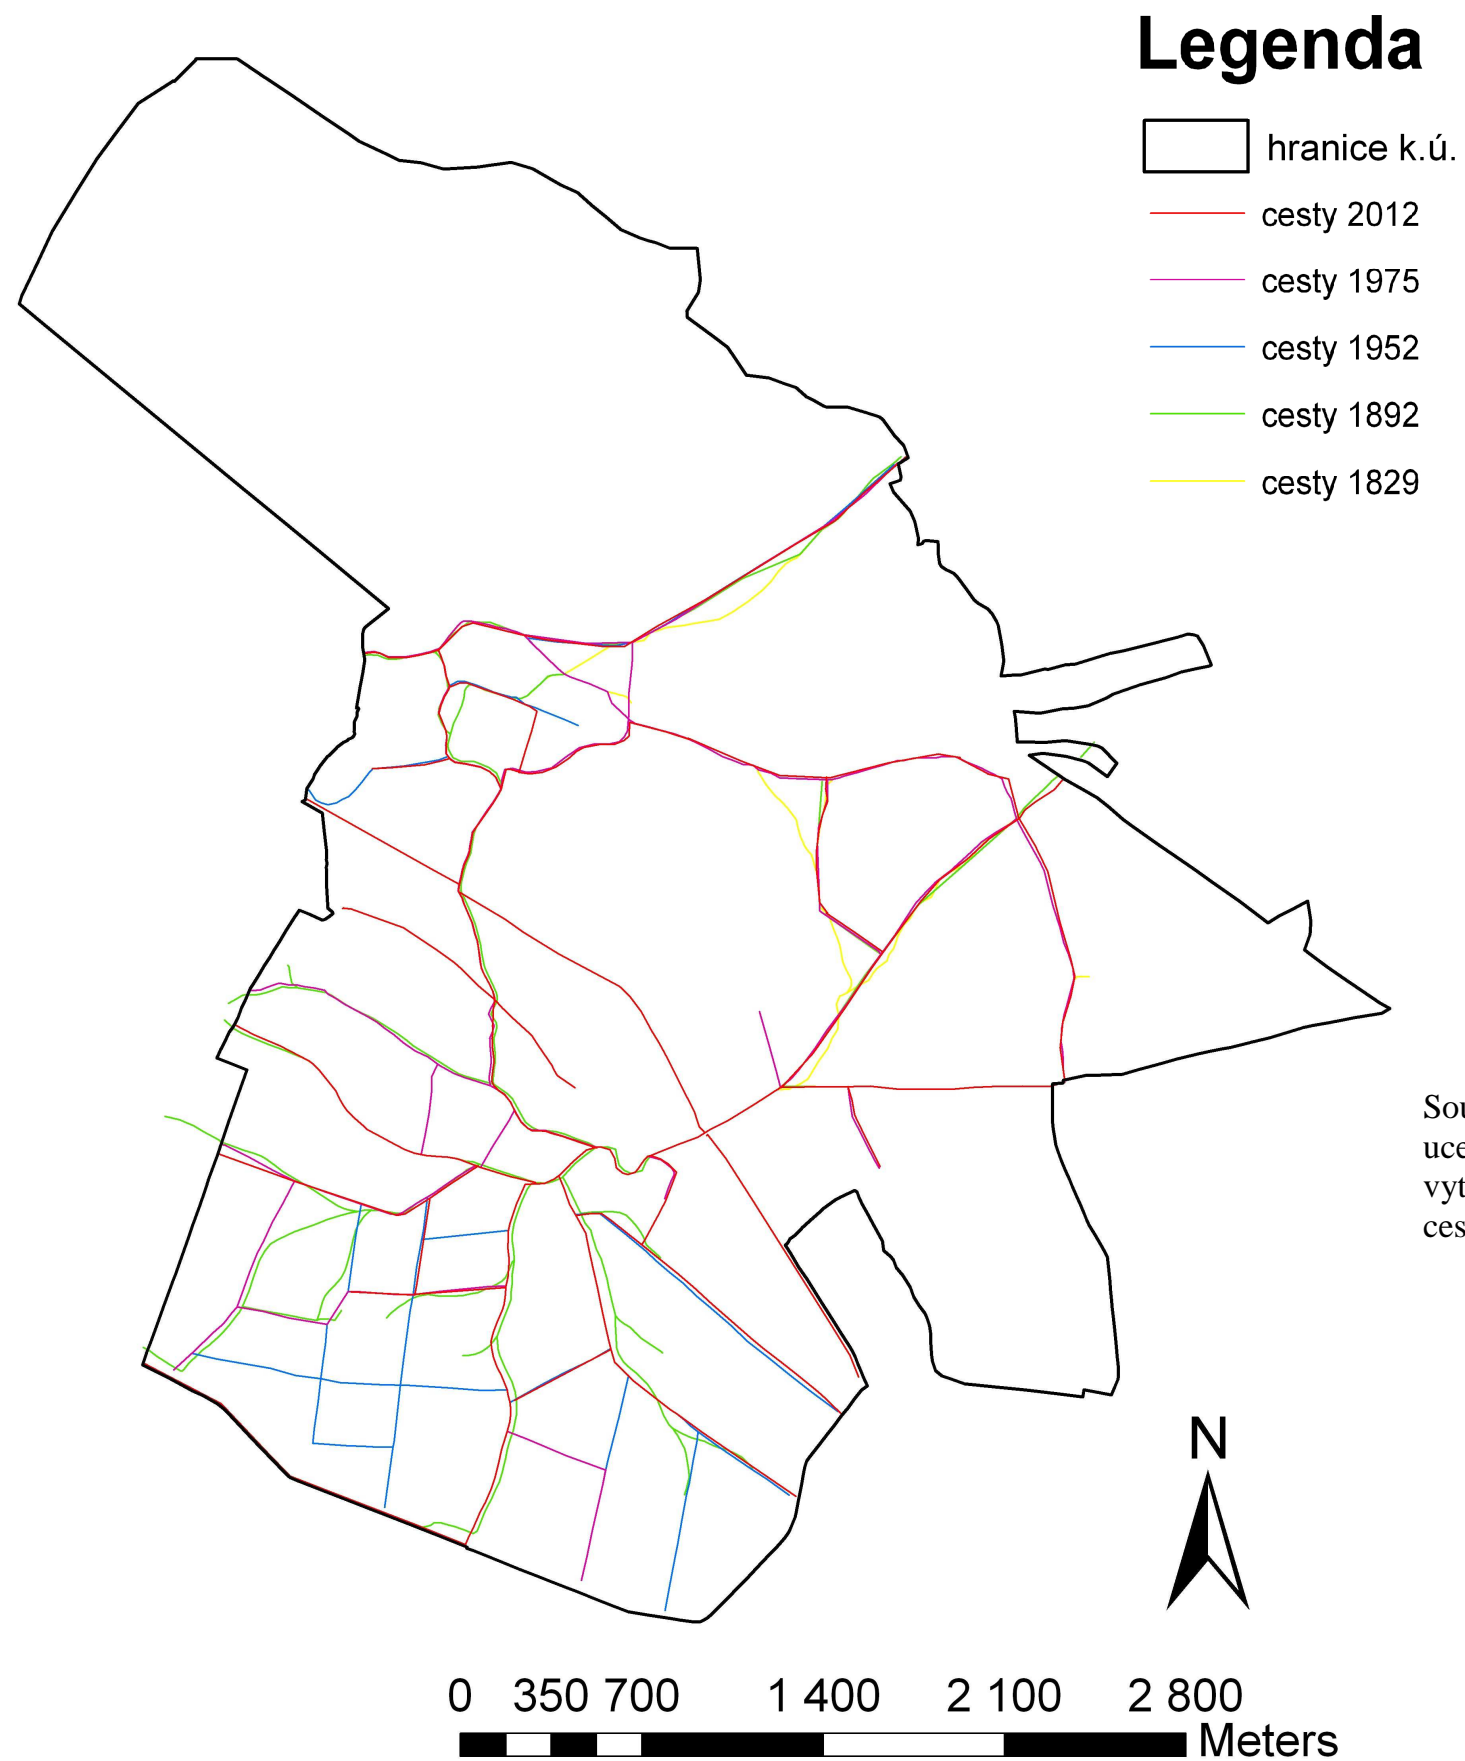 Legenda
hranice k.ú.
cesty 2012
cesty 1975
cesty 1952
cesty 1892
cesty 1829
N
0 350 700 1 400 2 100 2 800
Meters